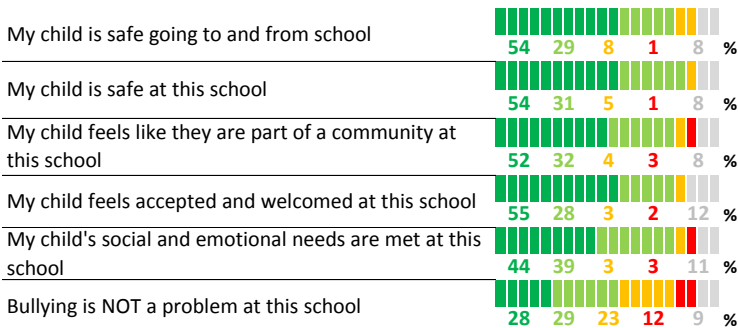 My child is safe going to and from school
54 29 8 1 8 %
My child is safe at this school
54 31 5 1 8 %
My child feels like they are part of a community at
this school
52 32 4 3 8 %
My child feels accepted and welcomed at this school
55 28 3 2 12 %
My child's social and emotional needs are met at this
school
44 39 3 3 11 %
Bullying is NOT a problem at this school
28 29 23 12 9 %